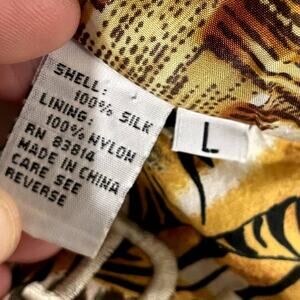 SHELL:
100% SILK
LINING:
100% NYLON
RN 83814
MADE IN CHINA
CARE SEE
REVERSE
L